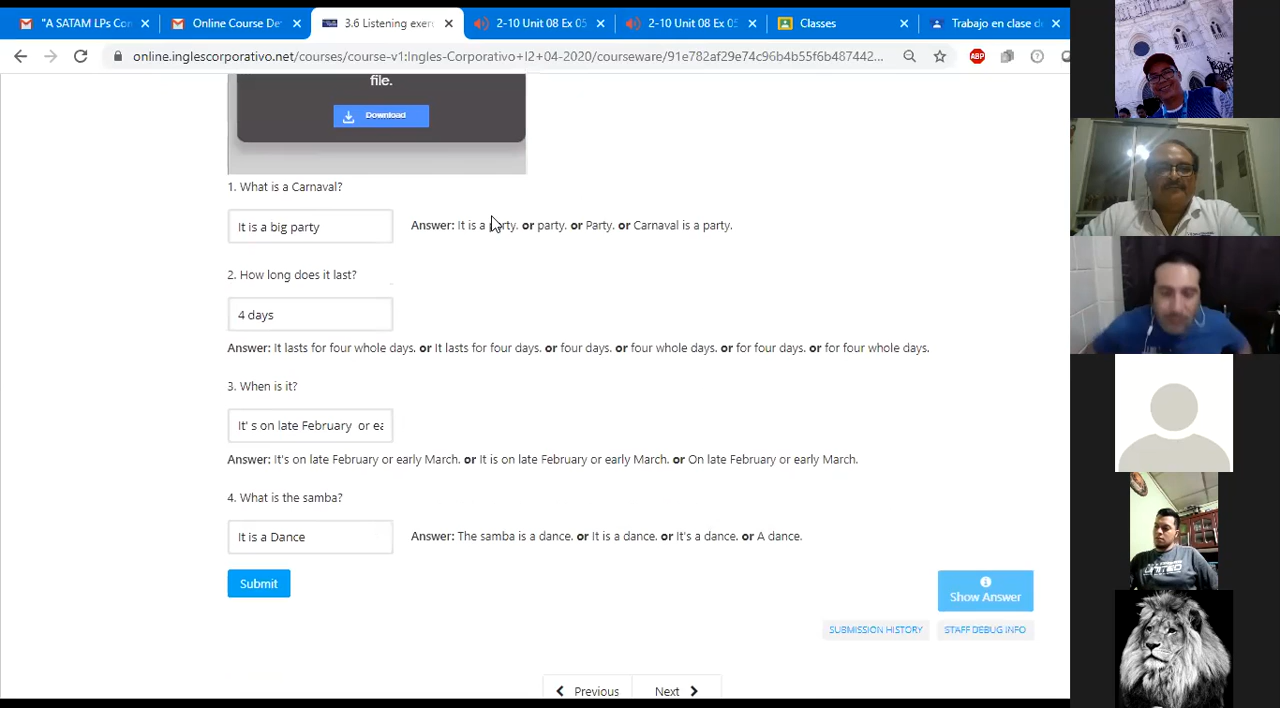 "A SATAM LPs Con
Online Course De
3.6 Listening exer
2-10 Unit 08 Ex 05
2-10 Unit 08 Ex 05
Classes
Trabajo en clase de
online.inglescorporativo.net/courses/course-v1:Ingles-Corporativo+I2+04-2020/courseware/91e782af29e74c96b4b55f6b487442...
ABP
file.
Download
1. What is a Carnaval?
It is a big party
Answer: It is a party. or party. or Party. or Carnaval is a party.
2. How long does it last?
4 days
Answer: It lasts for four whole days. or It lasts for four days. or four days. or four whole days. or for four days. or for four whole days.
3. When is it?
It' s on late February or ea
Answer: It's on late February or early March. or It is on late February or early March. or On late February or early March.
4. What is the samba?
It is a Dance
Answer: The samba is a dance. or It is a dance. or It's a dance. or A dance.
Submit
Show Answer
SUBMISSION HISTORY
STAFF DEBUG INFO
Previous
Next
UNITED